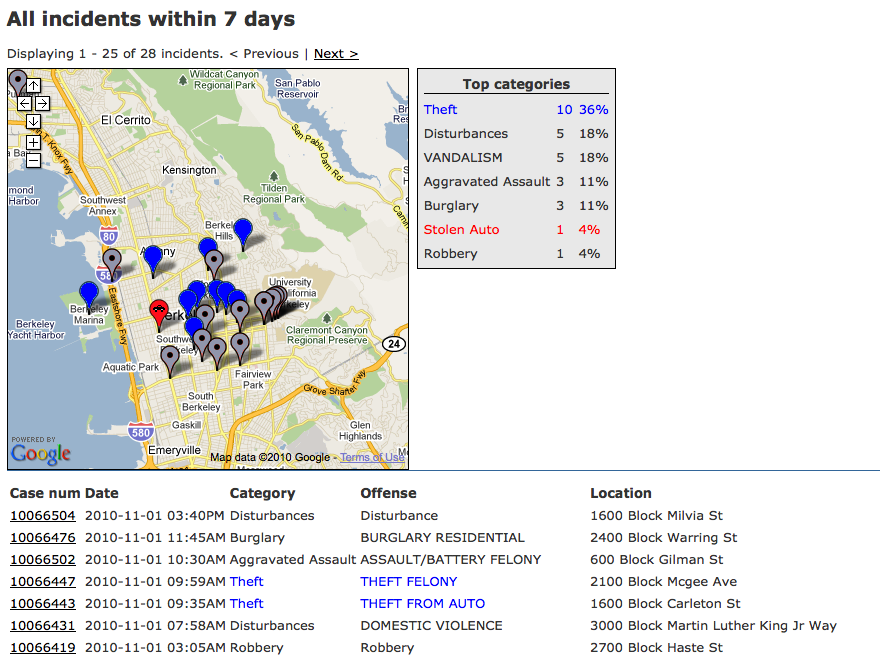 All incidents within 7 days
Displaying 1 - 25 of 28 incidents. < Previous | Next >
Wildcat Canyon
Regional Park
San Pablo
Reservoir
El Cerrito
San Pablo Dam Rd
Kensington
Tilden
Regional Park
Southwest
Annex
80
580
Berkeley
Marina
Berkeley
Yacht Harbor
Eastshore Fwy
University
Claremont Canyon
Regional Preserve
24
Aquatic Park
Fairview
Park
Grove Shafter Fwy
South
Berkeley
Gaskill
580
Glen
Highlands
Emeryville
POWERED BY
Google
Map data ©2010 Google - Terms of Use
Top categories
Theft 10 36%
Disturbances 5 18%
VANDALISM 5 18%
Aggravated Assault 3 11%
Burglary 3 11%
Stolen Auto 1 4%
Robbery 1 4%
Case num Date Category Offense Location
10066504 2010-11-01 03:40PM Disturbances Disturbance 1600 Block Milvia St
10066476 2010-11-01 11:45AM Burglary BURGLARY RESIDENTIAL 2400 Block Warring St
10066502 2010-11-01 10:30AM Aggravated Assault ASSAULT/BATTERY FELONY 600 Block Gilman St
10066447 2010-11-01 09:59AM Theft THEFT FELONY 2100 Block Mcgee Ave
10066443 2010-11-01 09:35AM Theft THEFT FROM AUTO 1600 Block Carleton St
10066431 2010-11-01 07:58AM Disturbances DOMESTIC VIOLENCE 3000 Block Martin Luther King Jr Way
10066419 2010-11-01 03:05AM Robbery Robbery 2700 Block Haste St